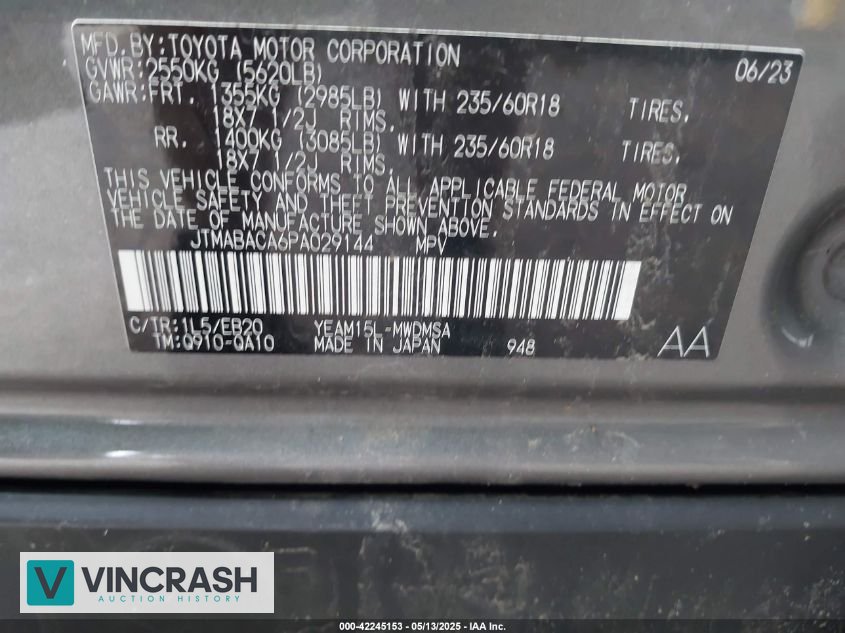 MFD. BY: TOYOTA MOTOR CORPORATION 06/23
GVWR: 2550KG (5620LB)
GAWR: FRT. 1355KG (2985LB) WITH 235/60R18 TIRES,
18X7 1/2J RIMS,
RR. 1400KG (3085LB) WITH 235/60R18 TIRES,
18X7 1/2J RIMS,
THIS VEHICLE CONFORMS TO ALL APPLICABLE FEDERAL MOTOR
VEHICLE SAFETY AND THEFT PREVENTION STANDARDS IN EFFECT ON
THE DATE OF MANUFACTURE SHOWN ABOVE.
JTMABACA6PA029144 MPV
C/TR: 1L5/EB20 YEAM15L-MWDMSA
TM: Q910-QA10 MADE IN JAPAN 948 AA
V VINCRASH
AUCTION HISTORY
000-42245153 - 05/13/2025 - IAA Inc.